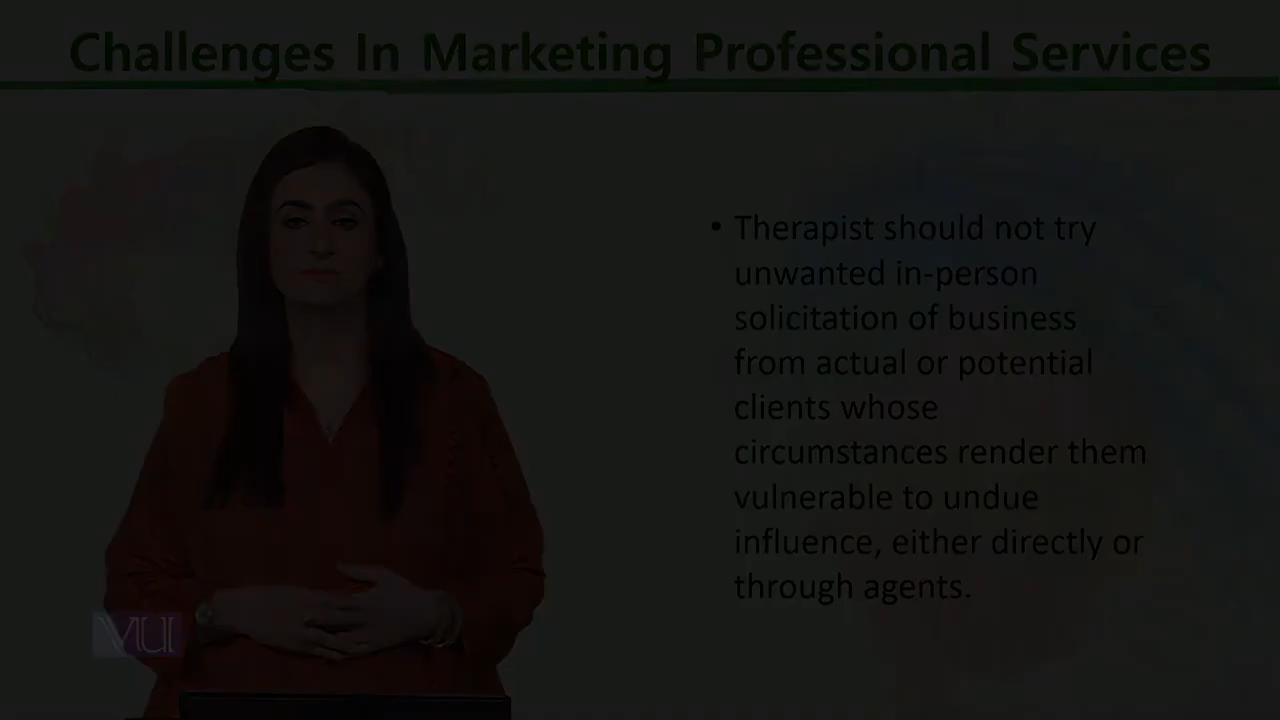 Challenges In Marketing Professional Services
• Therapist should not try
unwanted in-person
solicitation of business
from actual or potential
clients whose
circumstances render them
vulnerable to undue
influence, either directly or
through agents.
VU